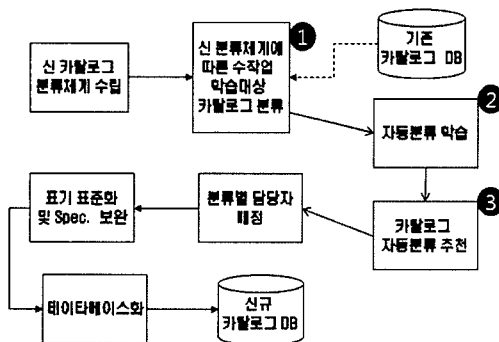 신 카탈로그
분류체계 수립
1
신 분류체계에
따른 수작업
학습대상
카탈로그 분류
기존
카탈로그 DB
2
자동분류 학습
3
카탈로그
자동분류 추천
분류별 담당자
배정
표기 표준화
및 Spec. 보완
데이타베이스화
신규
카탈로그 DB